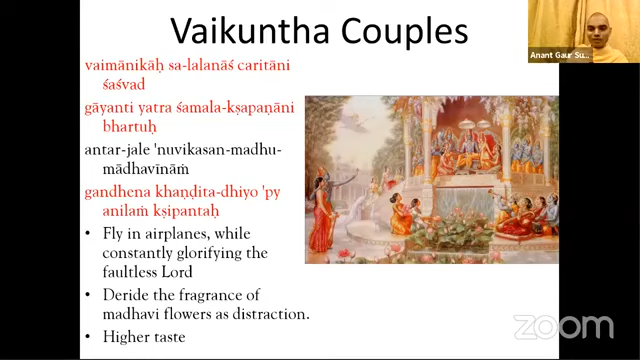 Vaikuntha Couples
vaimānikāḥ sa-lalanāś caritāni
śaśvad
gāyanti yatra śamala-kṣapaṇāni
bhartuḥ
antar-jale 'nuvikasan-madhu-
mādhavīnāṁ
gandhena khaṇḍita-dhiyo 'py
anilaṁ kṣipantaḥ
• Fly in airplanes, while
constantly glorifying the
faultless Lord
• Deride the fragrance of
madhavi flowers as distraction.
• Higher taste
Anant Gaur Su...
zoom